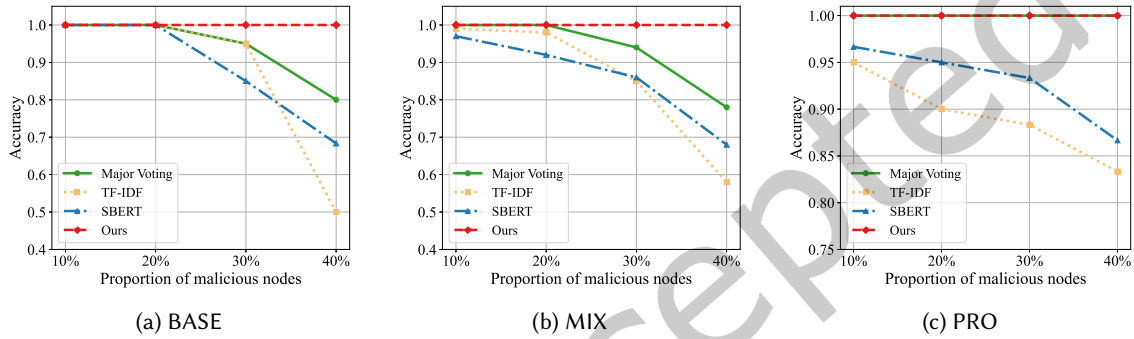 Accuracy
1.0
0.9
0.8
0.7
0.6
0.5
0.4
Major Voting
TF-IDF
SBERT
Ours
10%
20%
30%
40%
Proportion of malicious nodes
(a) BASE
Accuracy
1.0
0.9
0.8
0.7
0.6
0.5
0.4
Major Voting
TF-IDF
SBERT
Ours
10%
20%
30%
40%
Proportion of malicious nodes
(b) MIX
Accuracy
1.00
0.95
0.90
0.85
0.80
0.75
Major Voting
TF-IDF
SBERT
Ours
10%
20%
30%
40%
Proportion of malicious nodes
(c) PRO
cepted